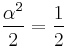 α²/2 = 1/2